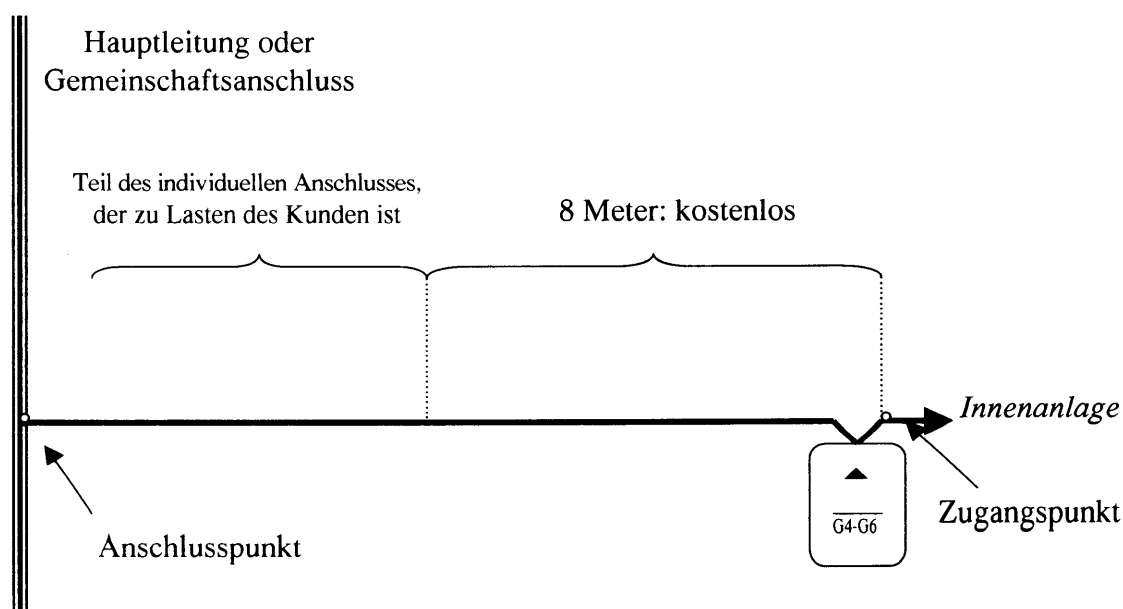 Hauptleitung oder
Gemeinschaftsanschluss
Teil des individuellen Anschlusses,
der zu Lasten des Kunden ist
8 Meter: kostenlos
Innenanlage
G4-G6
Zugangspunkt
Anschlusspunkt